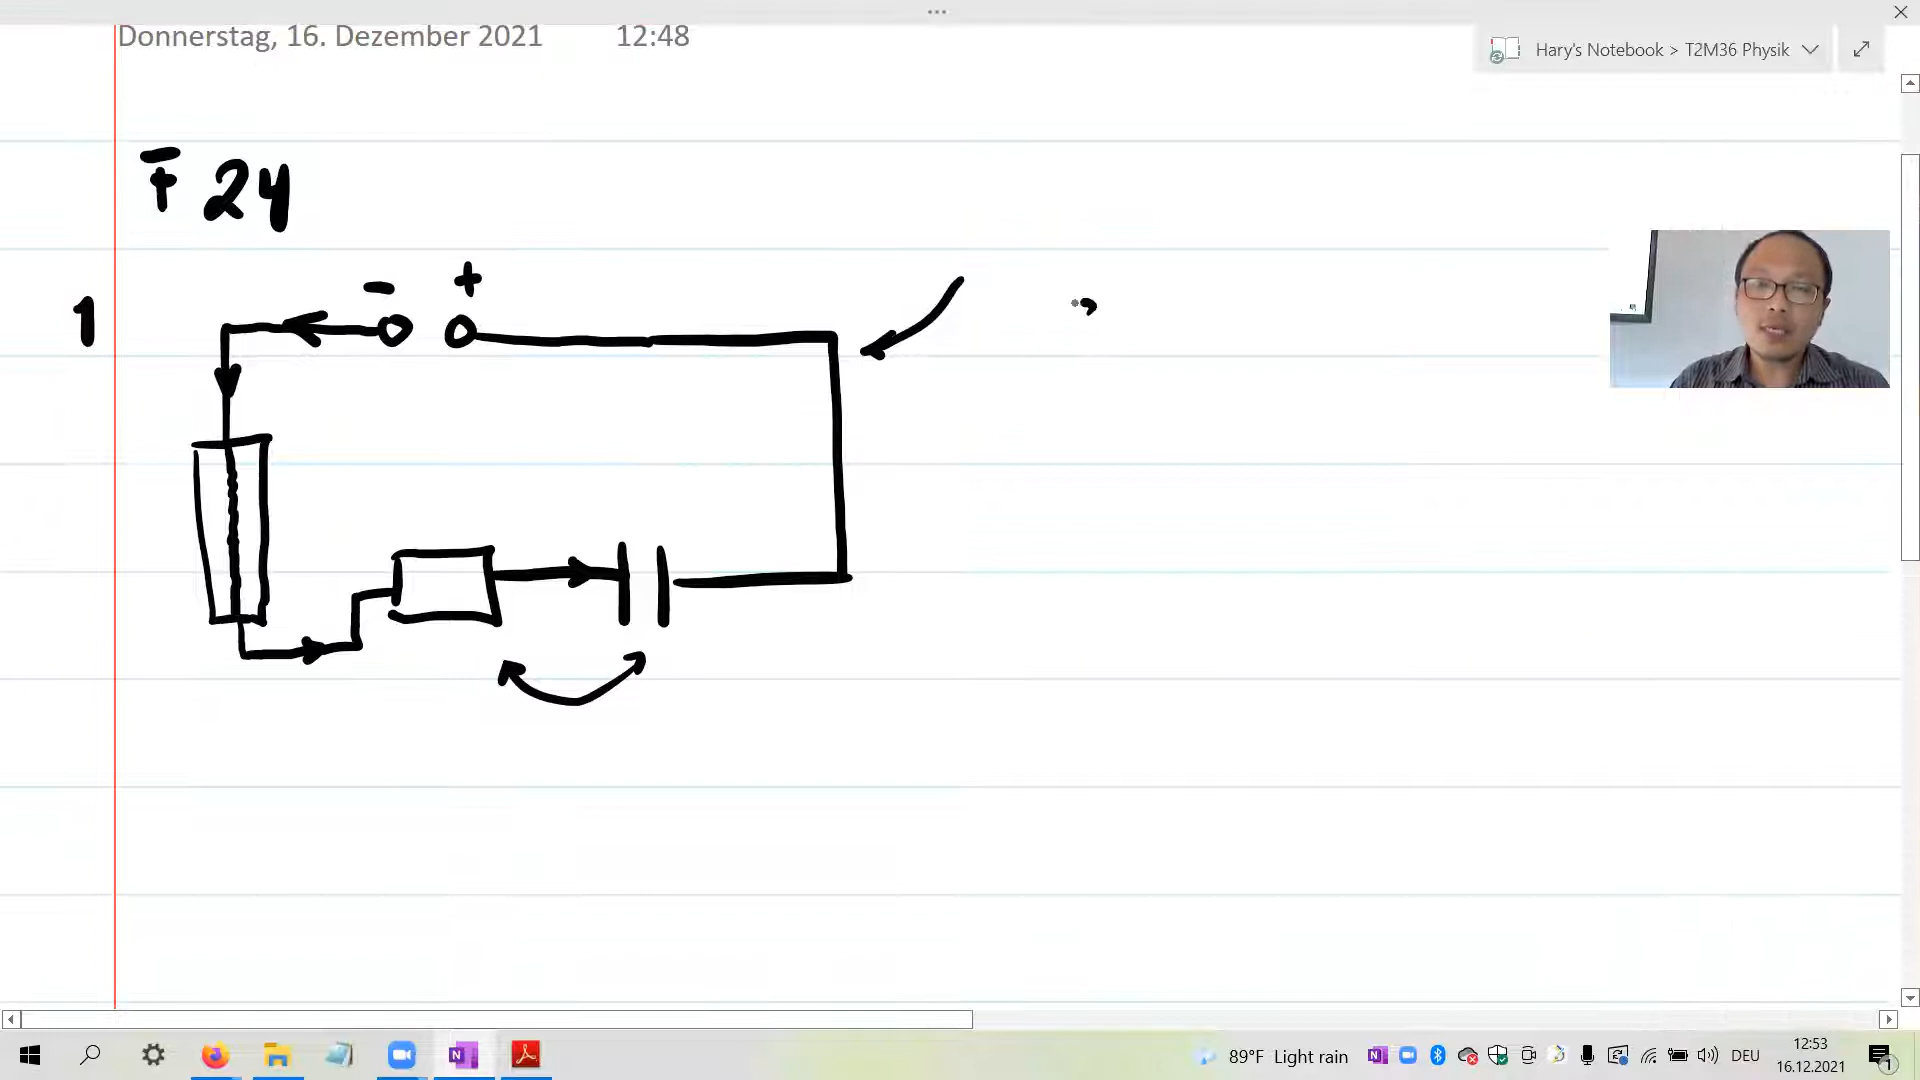 Donnerstag, 16. Dezember 2021 12:48
Hary's Notebook > T2M36 Physik
F 24
- +
1
89°F Light rain
DEU
12:53
16.12.2021
1